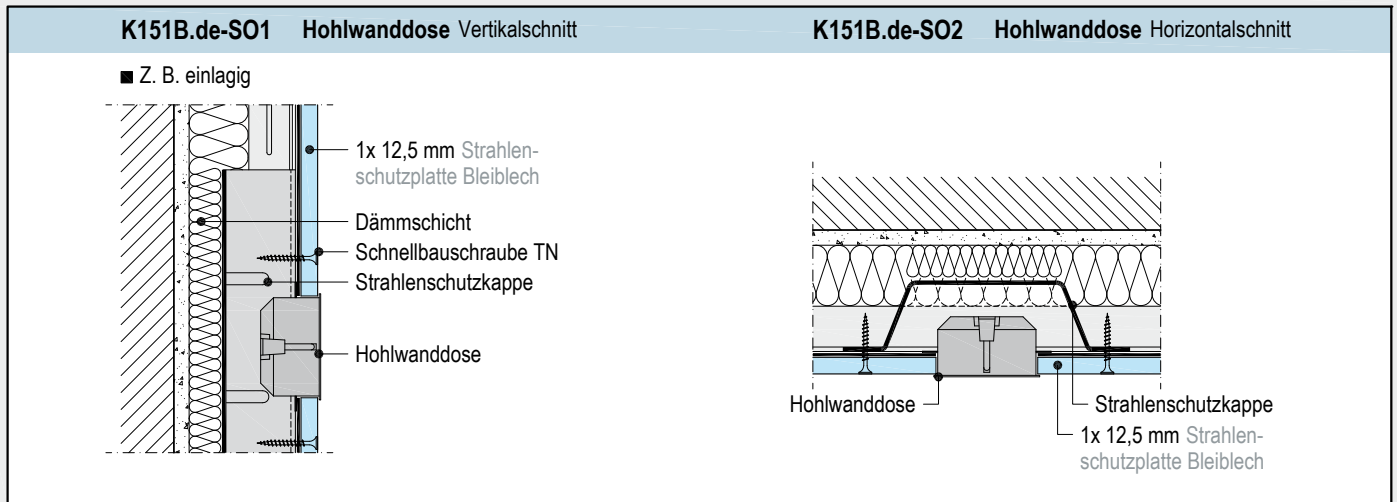 K151B.de-SO1 Hohlwanddose Vertikalschnitt
■ Z. B. einlagig
1x 12,5 mm Strahlen-
schutzplatte Bleiblech
Dämmschicht
Schnellbauschraube TN
Strahlenschutzkappe
Hohlwanddose
K151B.de-SO2 Hohlwanddose Horizontalschnitt
Hohlwanddose
Strahlenschutzkappe
1x 12,5 mm Strahlen-
schutzplatte Bleiblech